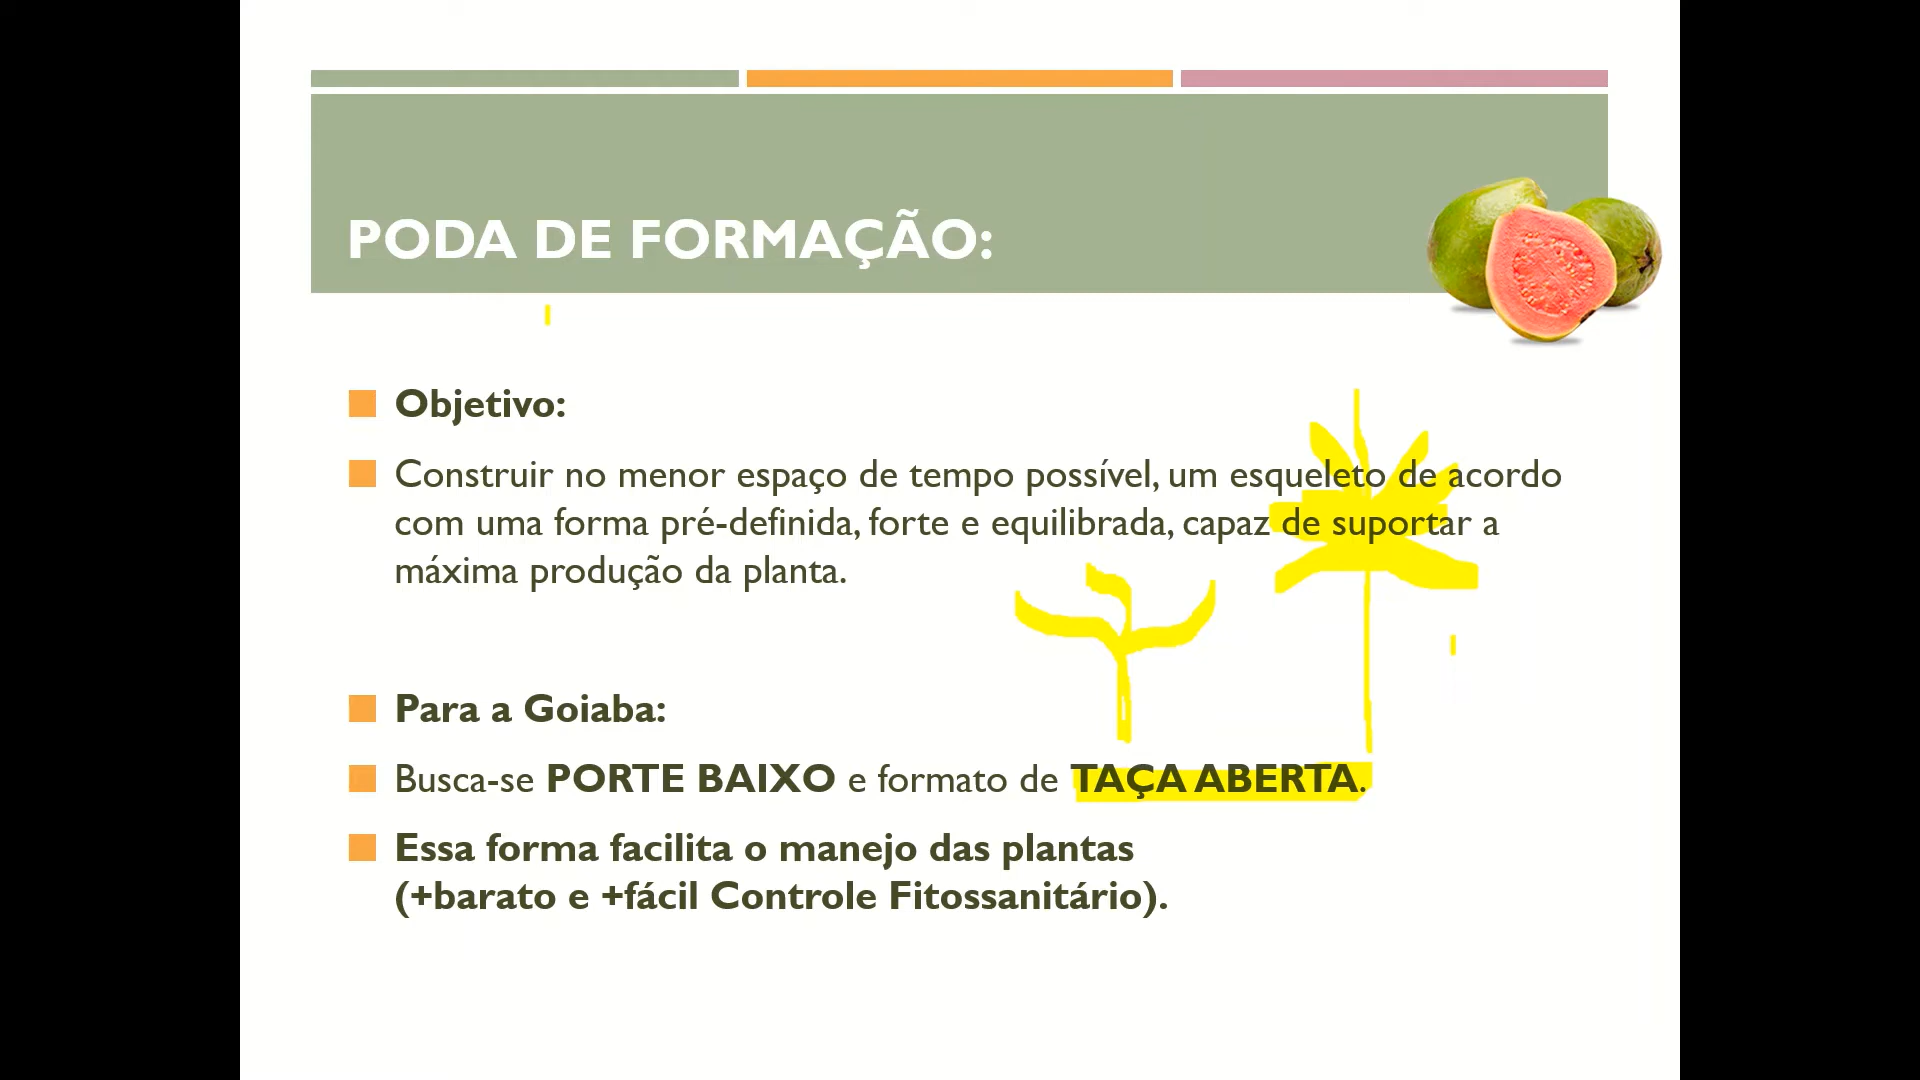 PODA DE FORMAÇÃO:
Objetivo:
Construir no menor espaço de tempo possível, um esqueleto de acordo
com uma forma pré-definida, forte e equilibrada, capaz de suportar a
máxima produção da planta.
Para a Goiaba:
Busca-se PORTE BAIXO e formato de TAÇA ABERTA.
Essa forma facilita o manejo das plantas
(+barato e +fácil Controle Fitossanitário).